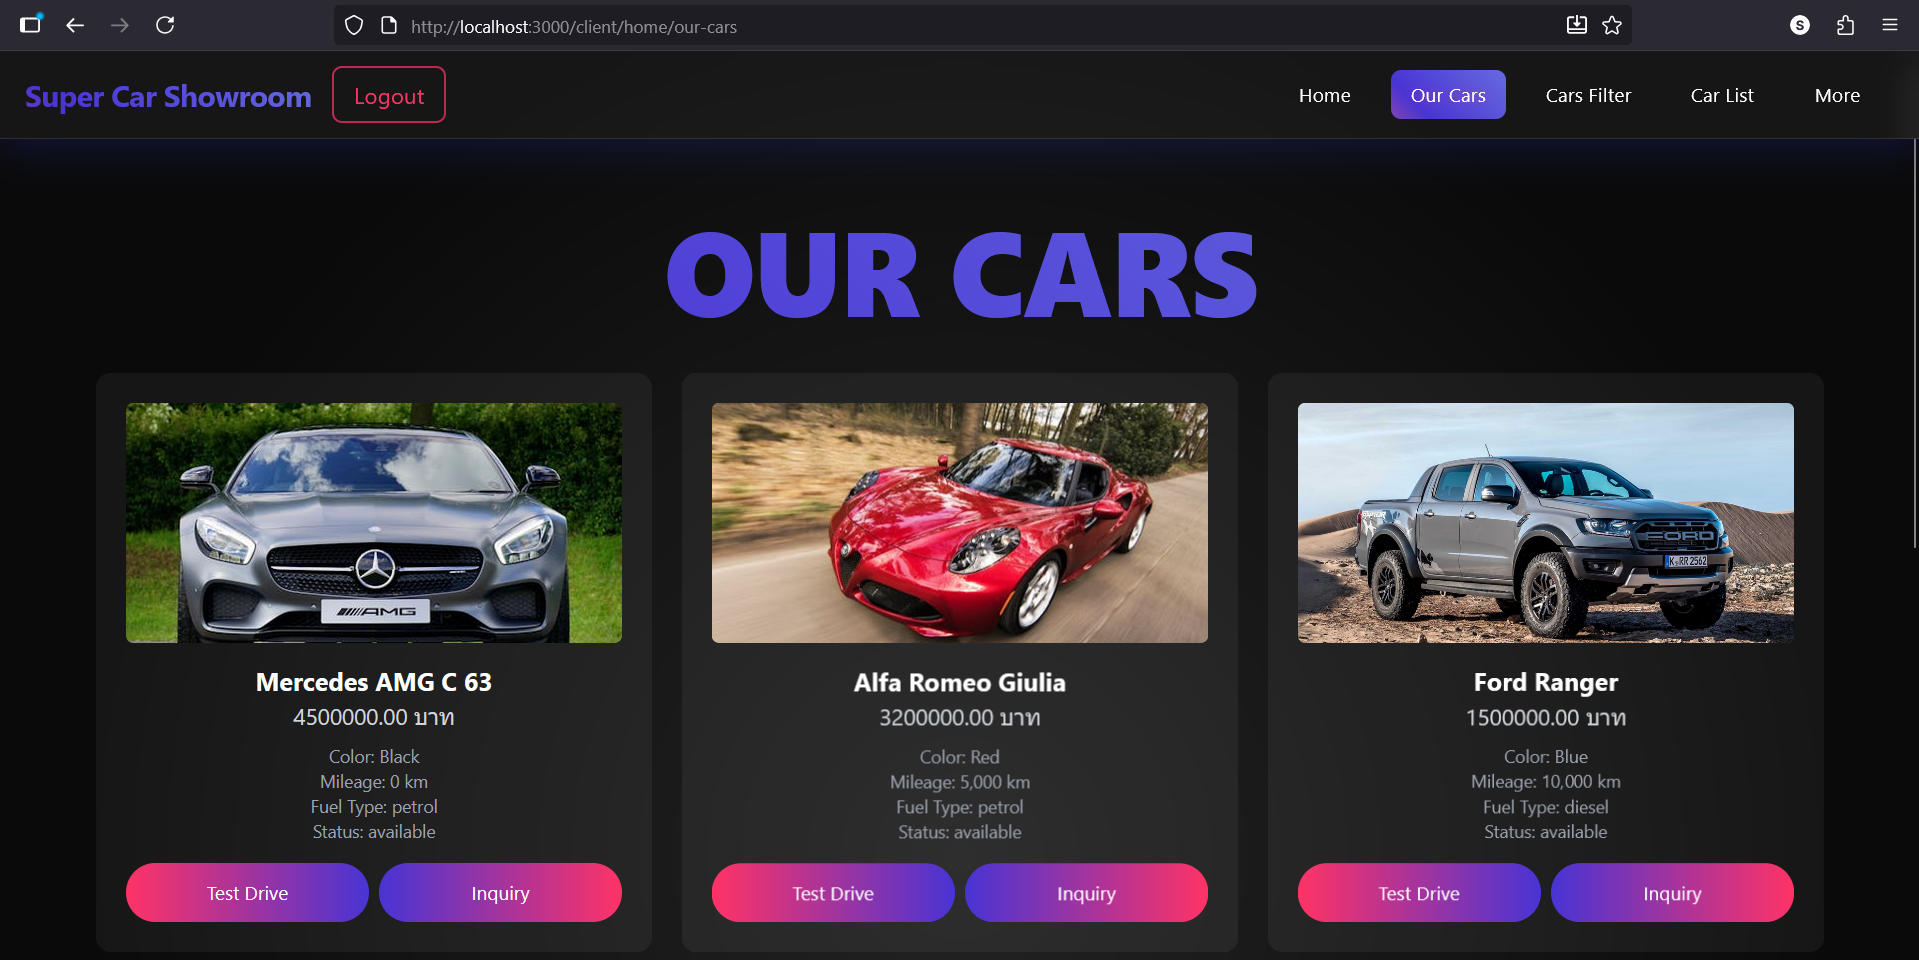 http://localhost:3000/client/home/our-cars
S
Super Car Showroom
Logout
Home
Our Cars
Cars Filter
Car List
More
OUR CARS
AMG
RAPTOR
FORD
K RR 2562
Mercedes AMG C 63
4500000.00 บาท
Color: Black
Mileage: 0 km
Fuel Type: petrol
Status: available
Test Drive
Inquiry
Alfa Romeo Giulia
3200000.00 บาท
Color: Red
Mileage: 5,000 km
Fuel Type: petrol
Status: available
Test Drive
Inquiry
Ford Ranger
1500000.00 บาท
Color: Blue
Mileage: 10,000 km
Fuel Type: diesel
Status: available
Test Drive
Inquiry